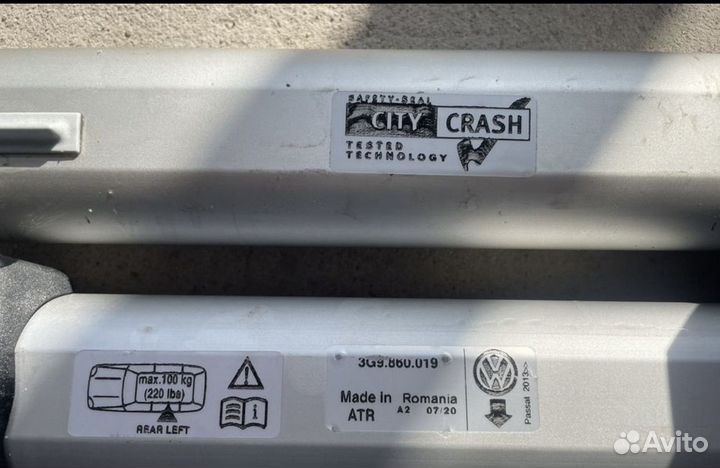 SAFETY-SEAL
CITY CRASH
TESTED
TECHNOLOGY
max.100 kg
(220 lbs)
REAR LEFT
3G9.860.019
Made in Romania
ATR A2 07/20
Passat 2013>>
Avito